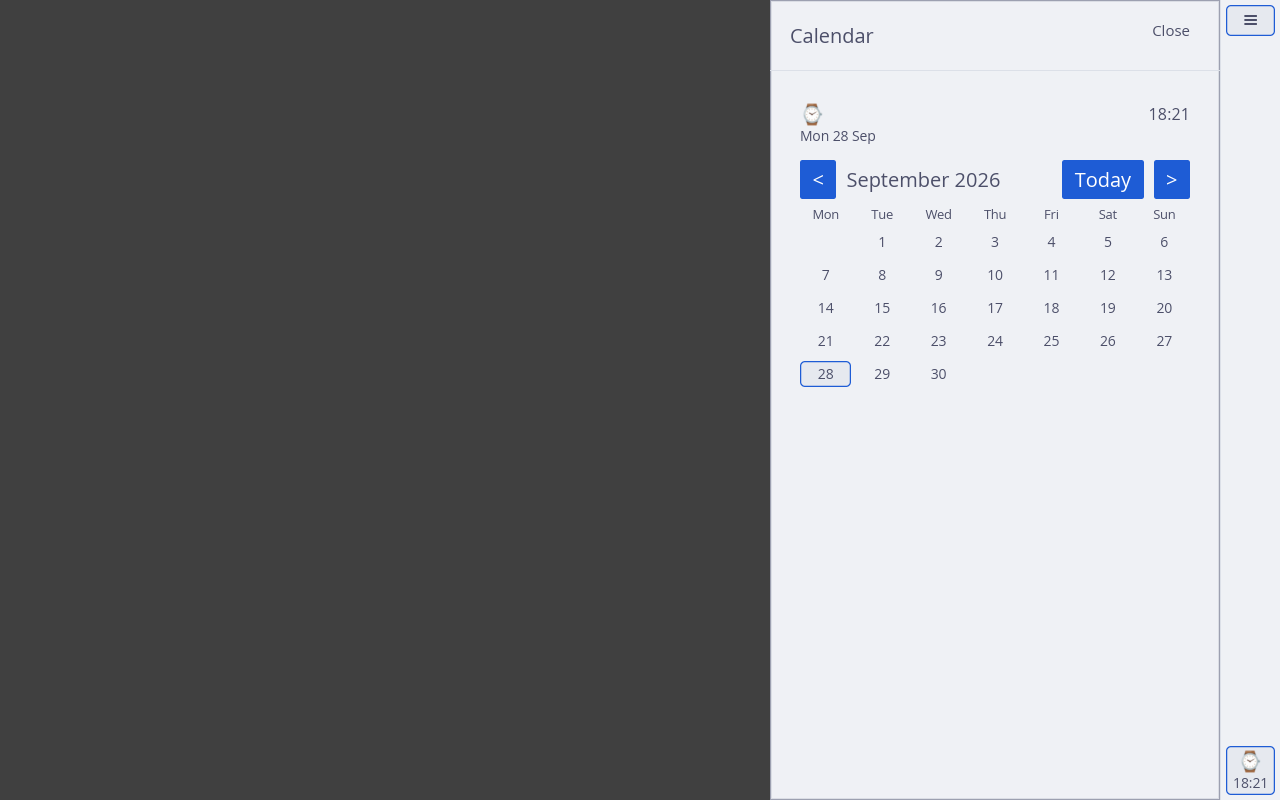 Calendar
Close
18:21
Mon 28 Sep
< September 2026 Today >
Mon Tue Wed Thu Fri Sat Sun
1 2 3 4 5 6
7 8 9 10 11 12 13
14 15 16 17 18 19 20
21 22 23 24 25 26 27
28 29 30
18:21